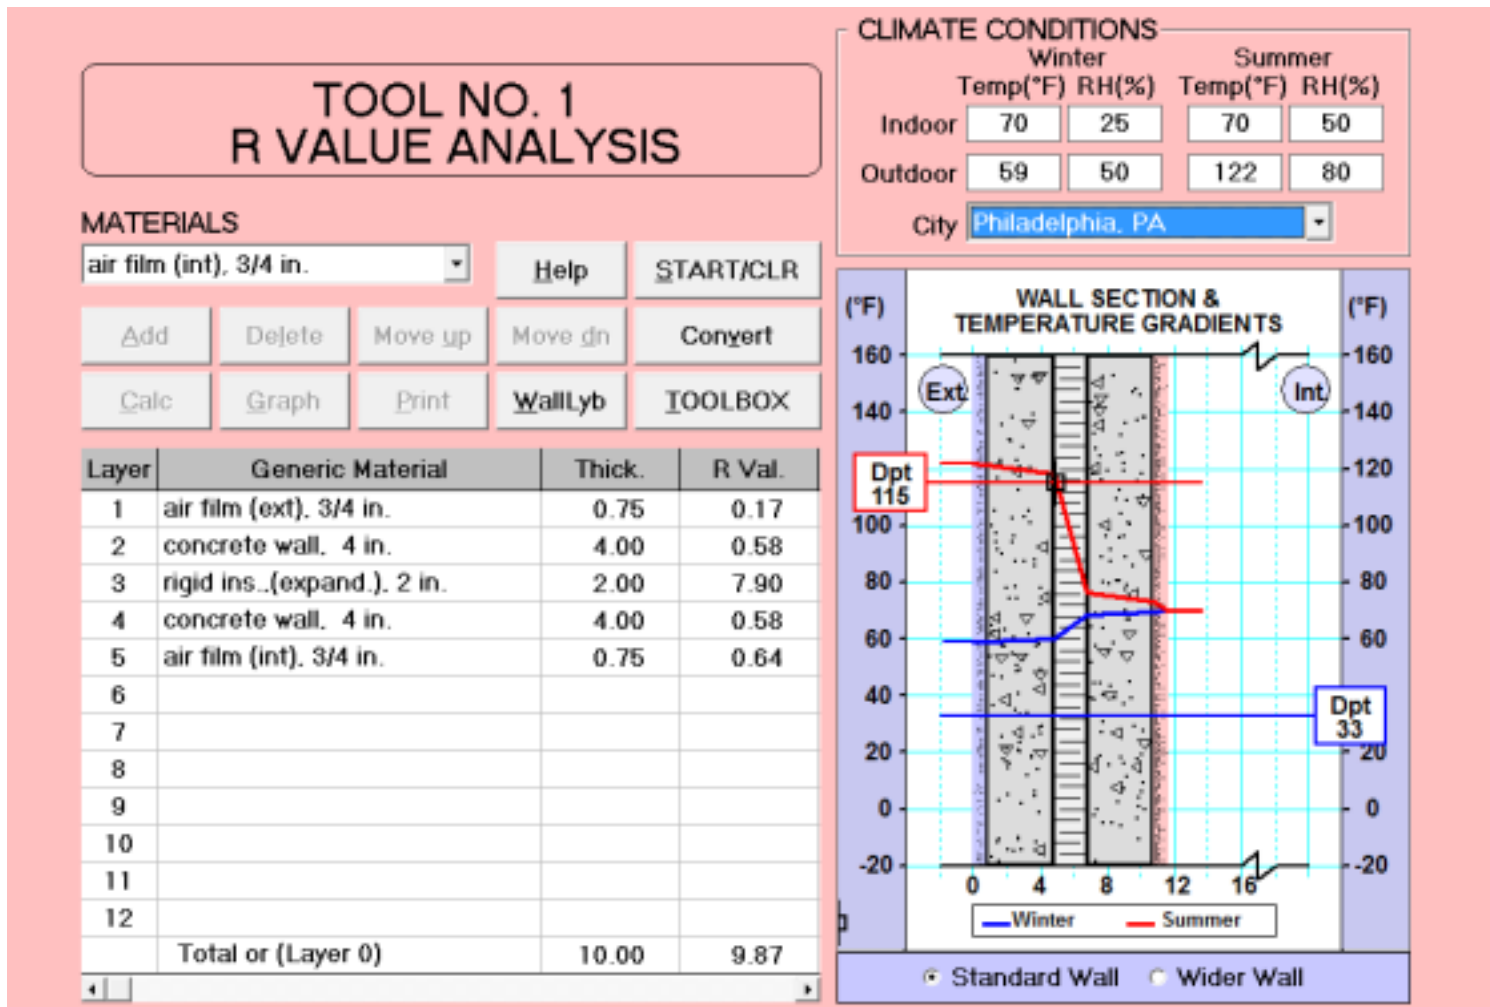 TOOL NO. 1
R VALUE ANALYSIS
MATERIALS
air film (int), 3/4 in.
Help START/CLR
Add Delete Move up Move dn Convert
Calc Graph Print WallLyb TOOLBOX
Layer Generic Material Thick. R Val.
1 air film (ext), 3/4 in. 0.75 0.17
2 concrete wall, 4 in. 4.00 0.58
3 rigid ins..(expand.), 2 in. 2.00 7.90
4 concrete wall, 4 in. 4.00 0.58
5 air film (int), 3/4 in. 0.75 0.64
6
7
8
9
10
11
12
Total or (Layer 0) 10.00 9.87
CLIMATE CONDITIONS
Winter Summer
Temp(°F) RH(%) Temp(°F) RH(%)
Indoor 70 25 70 50
Outdoor 59 50 122 80
City Philadelphia, PA
(°F) WALL SECTION & (°F)
TEMPERATURE GRADIENTS
160 160
Ext. Int.
140 140
120
Dpt
115
100 100
80 80
60 60
40 40
Dpt
33
20 20
0 0
-20 -20
0 4 8 12 16
Winter Summer
Standard Wall Wider Wall